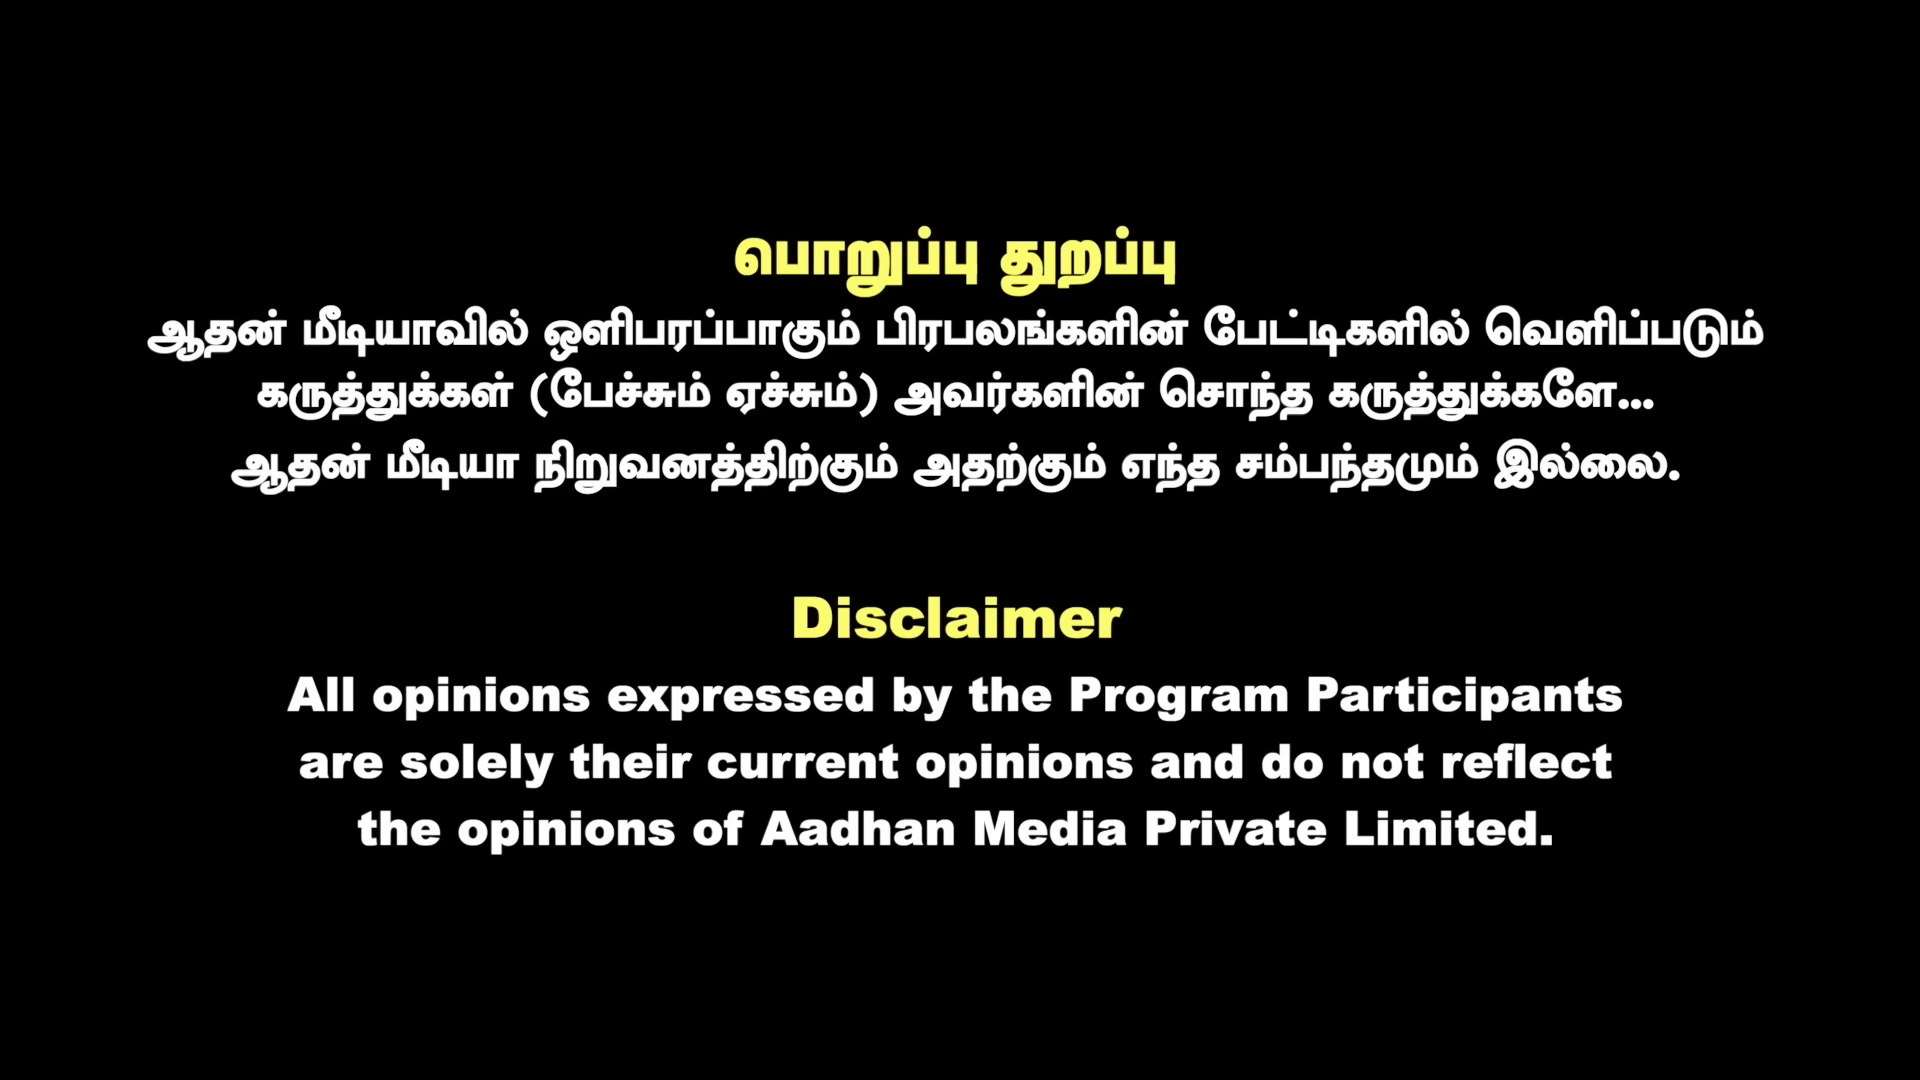 பொறுப்பு துறப்பு
ஆதன் மீடியாவில் ஒளிபரப்பாகும் பிரபலங்களின் பேட்டிகளில் வெளிப்படும்
கருத்துக்கள் (பேச்சும் ஏச்சும்) அவர்களின் சொந்த கருத்துக்களே...
ஆதன் மீடியா நிறுவனத்திற்கும் அதற்கும் எந்த சம்பந்தமும் இல்லை.
Disclaimer
All opinions expressed by the Program Participants
are solely their current opinions and do not reflect
the opinions of Aadhan Media Private Limited.